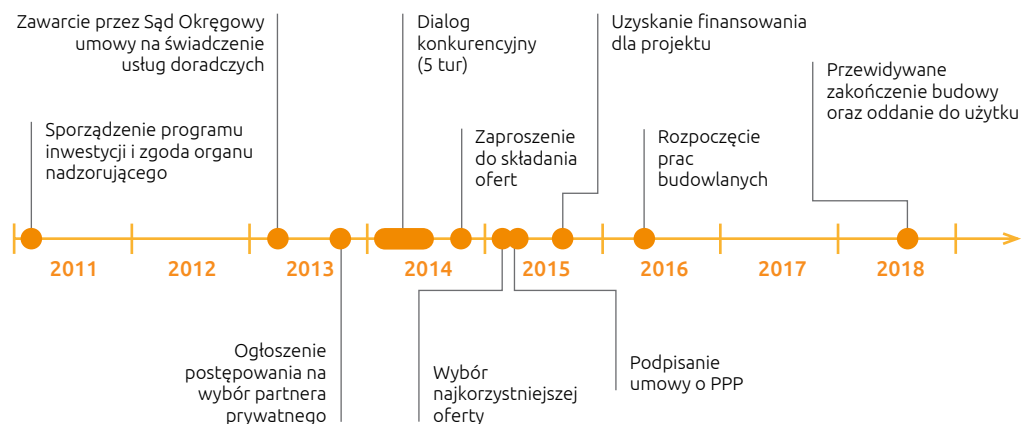 Zawarcie przez Sąd Okręgowy
umowy na świadczenie
usług doradczych
Dialog
konkurencyjny
(5 tur)
Uzyskanie finansowania
dla projektu
Przewidywane
zakończenie budowy
oraz oddanie do użytku
Sporządzenie programu
inwestycji i zgoda organu
nadzorującego
Zaproszenie
do składania
ofert
Rozpoczęcie
prac
budowlanych
2011
2012
2013
2014
2015
2016
2017
2018
Ogłoszenie
postępowania na
wybór partnera
prywatnego
Wybór
najkorzystniejszej
oferty
Podpisanie
umowy o PPP